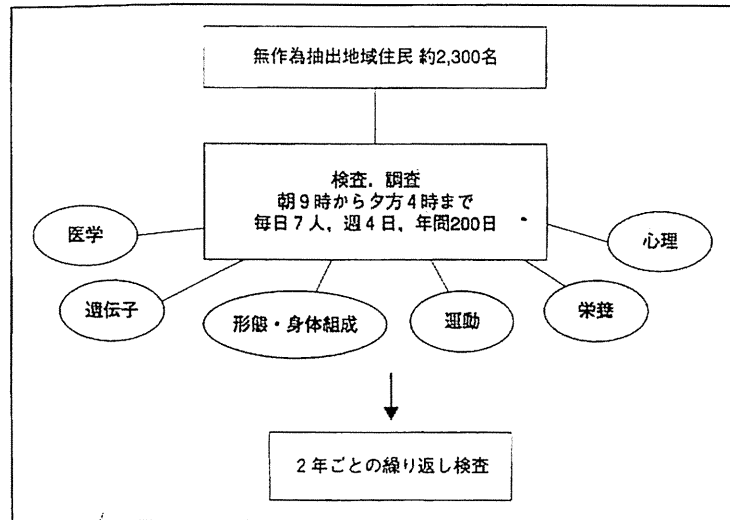 無作為抽出地域住民 約2,300名
検査，調査
朝9時から夕方4時まで
毎日7人，週4日，年間200日
医学
心理
遺伝子
形態・身体組成
運動
栄養
2年ごとの繰り返し検査